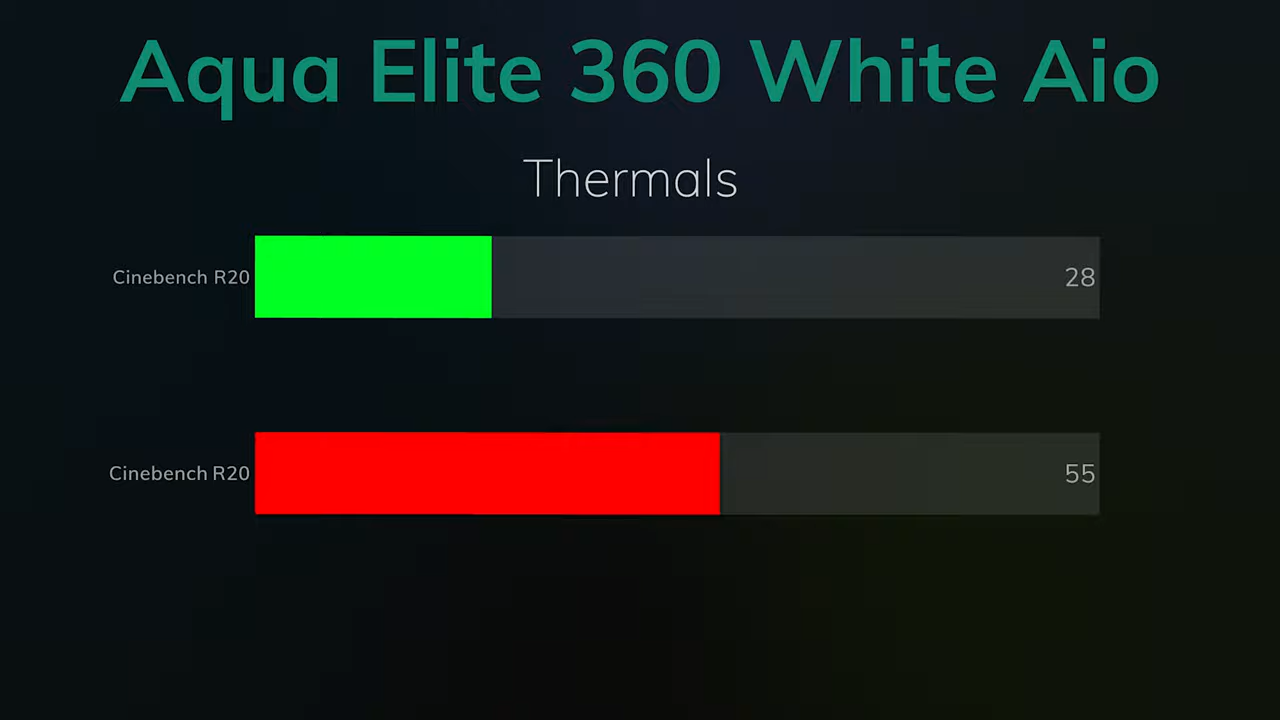 Aqua Elite 360 White Aio
Thermals
Cinebench R20
28
Cinebench R20
55